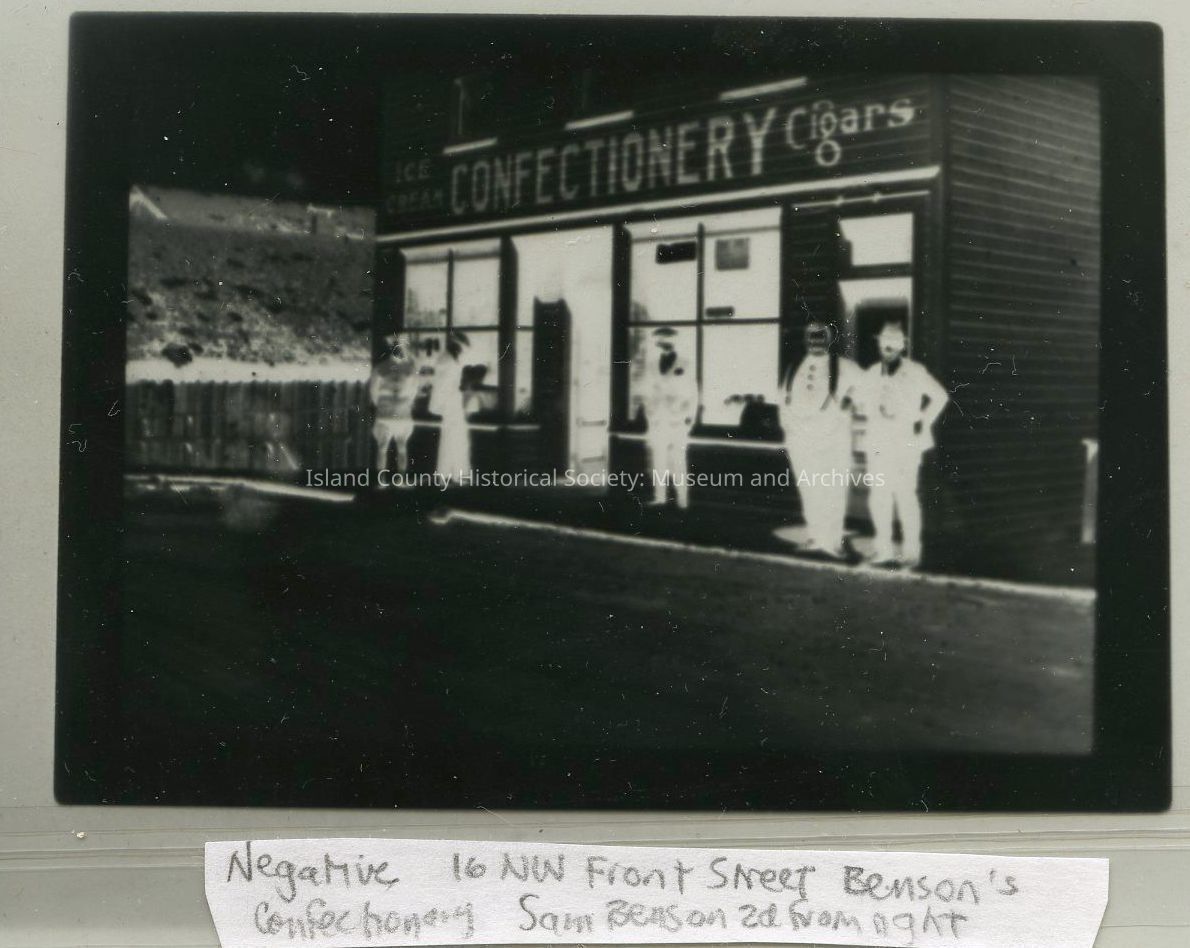 ICE CREAM CONFECTIONERY Cigars
Island County Historical Society: Museum and Archives
Negative 16 NW Front Street Benson's
Confectionary Sam Benson 2d from right